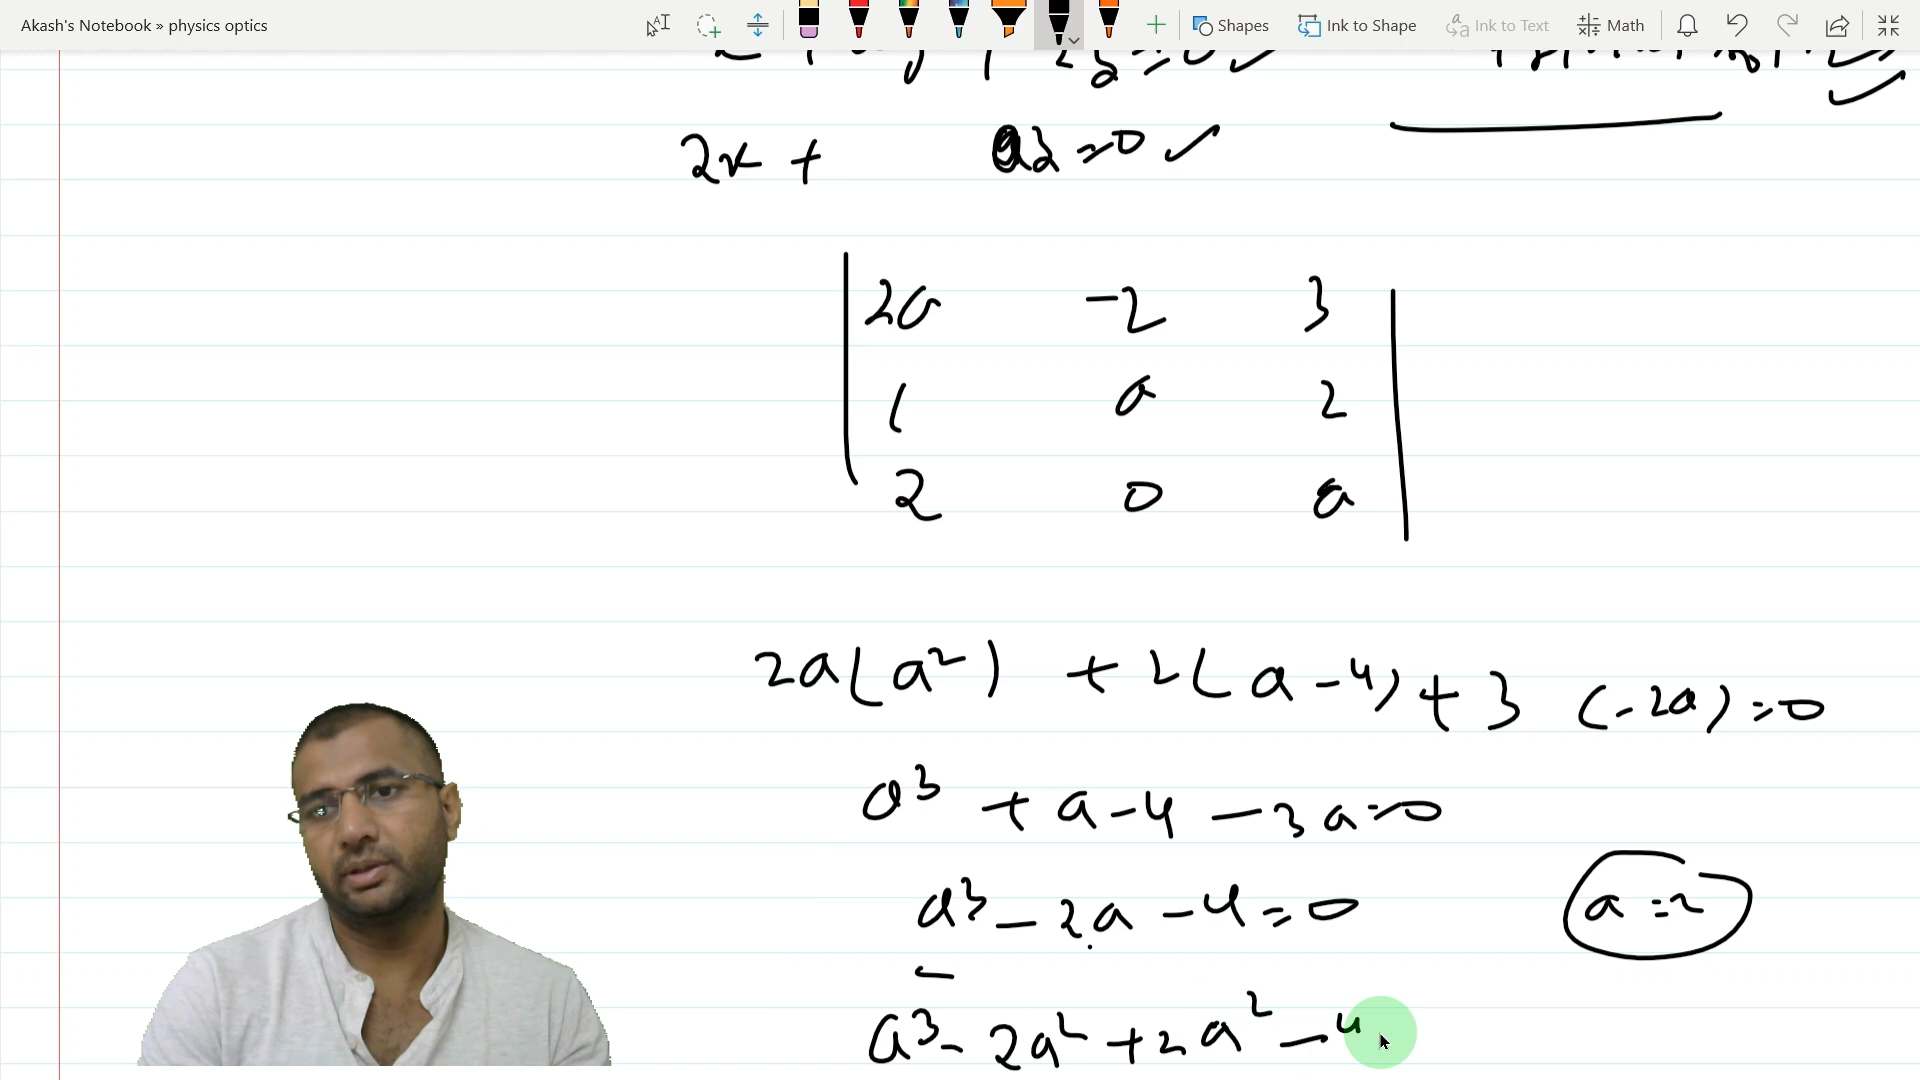 Akash's Notebook » physics optics
Shapes Ink to Shape Ink to Text Math
2x + az = 0 ✓
2a -2 3
1 a 2
2 0 a
2a(a²) + 2(a-4) + 3 (-2a) = 0
a³ + a - 4 - 3a = 0
a³ - 2a - 4 = 0
a = 2
a³ - 2a² + 2a² - 4